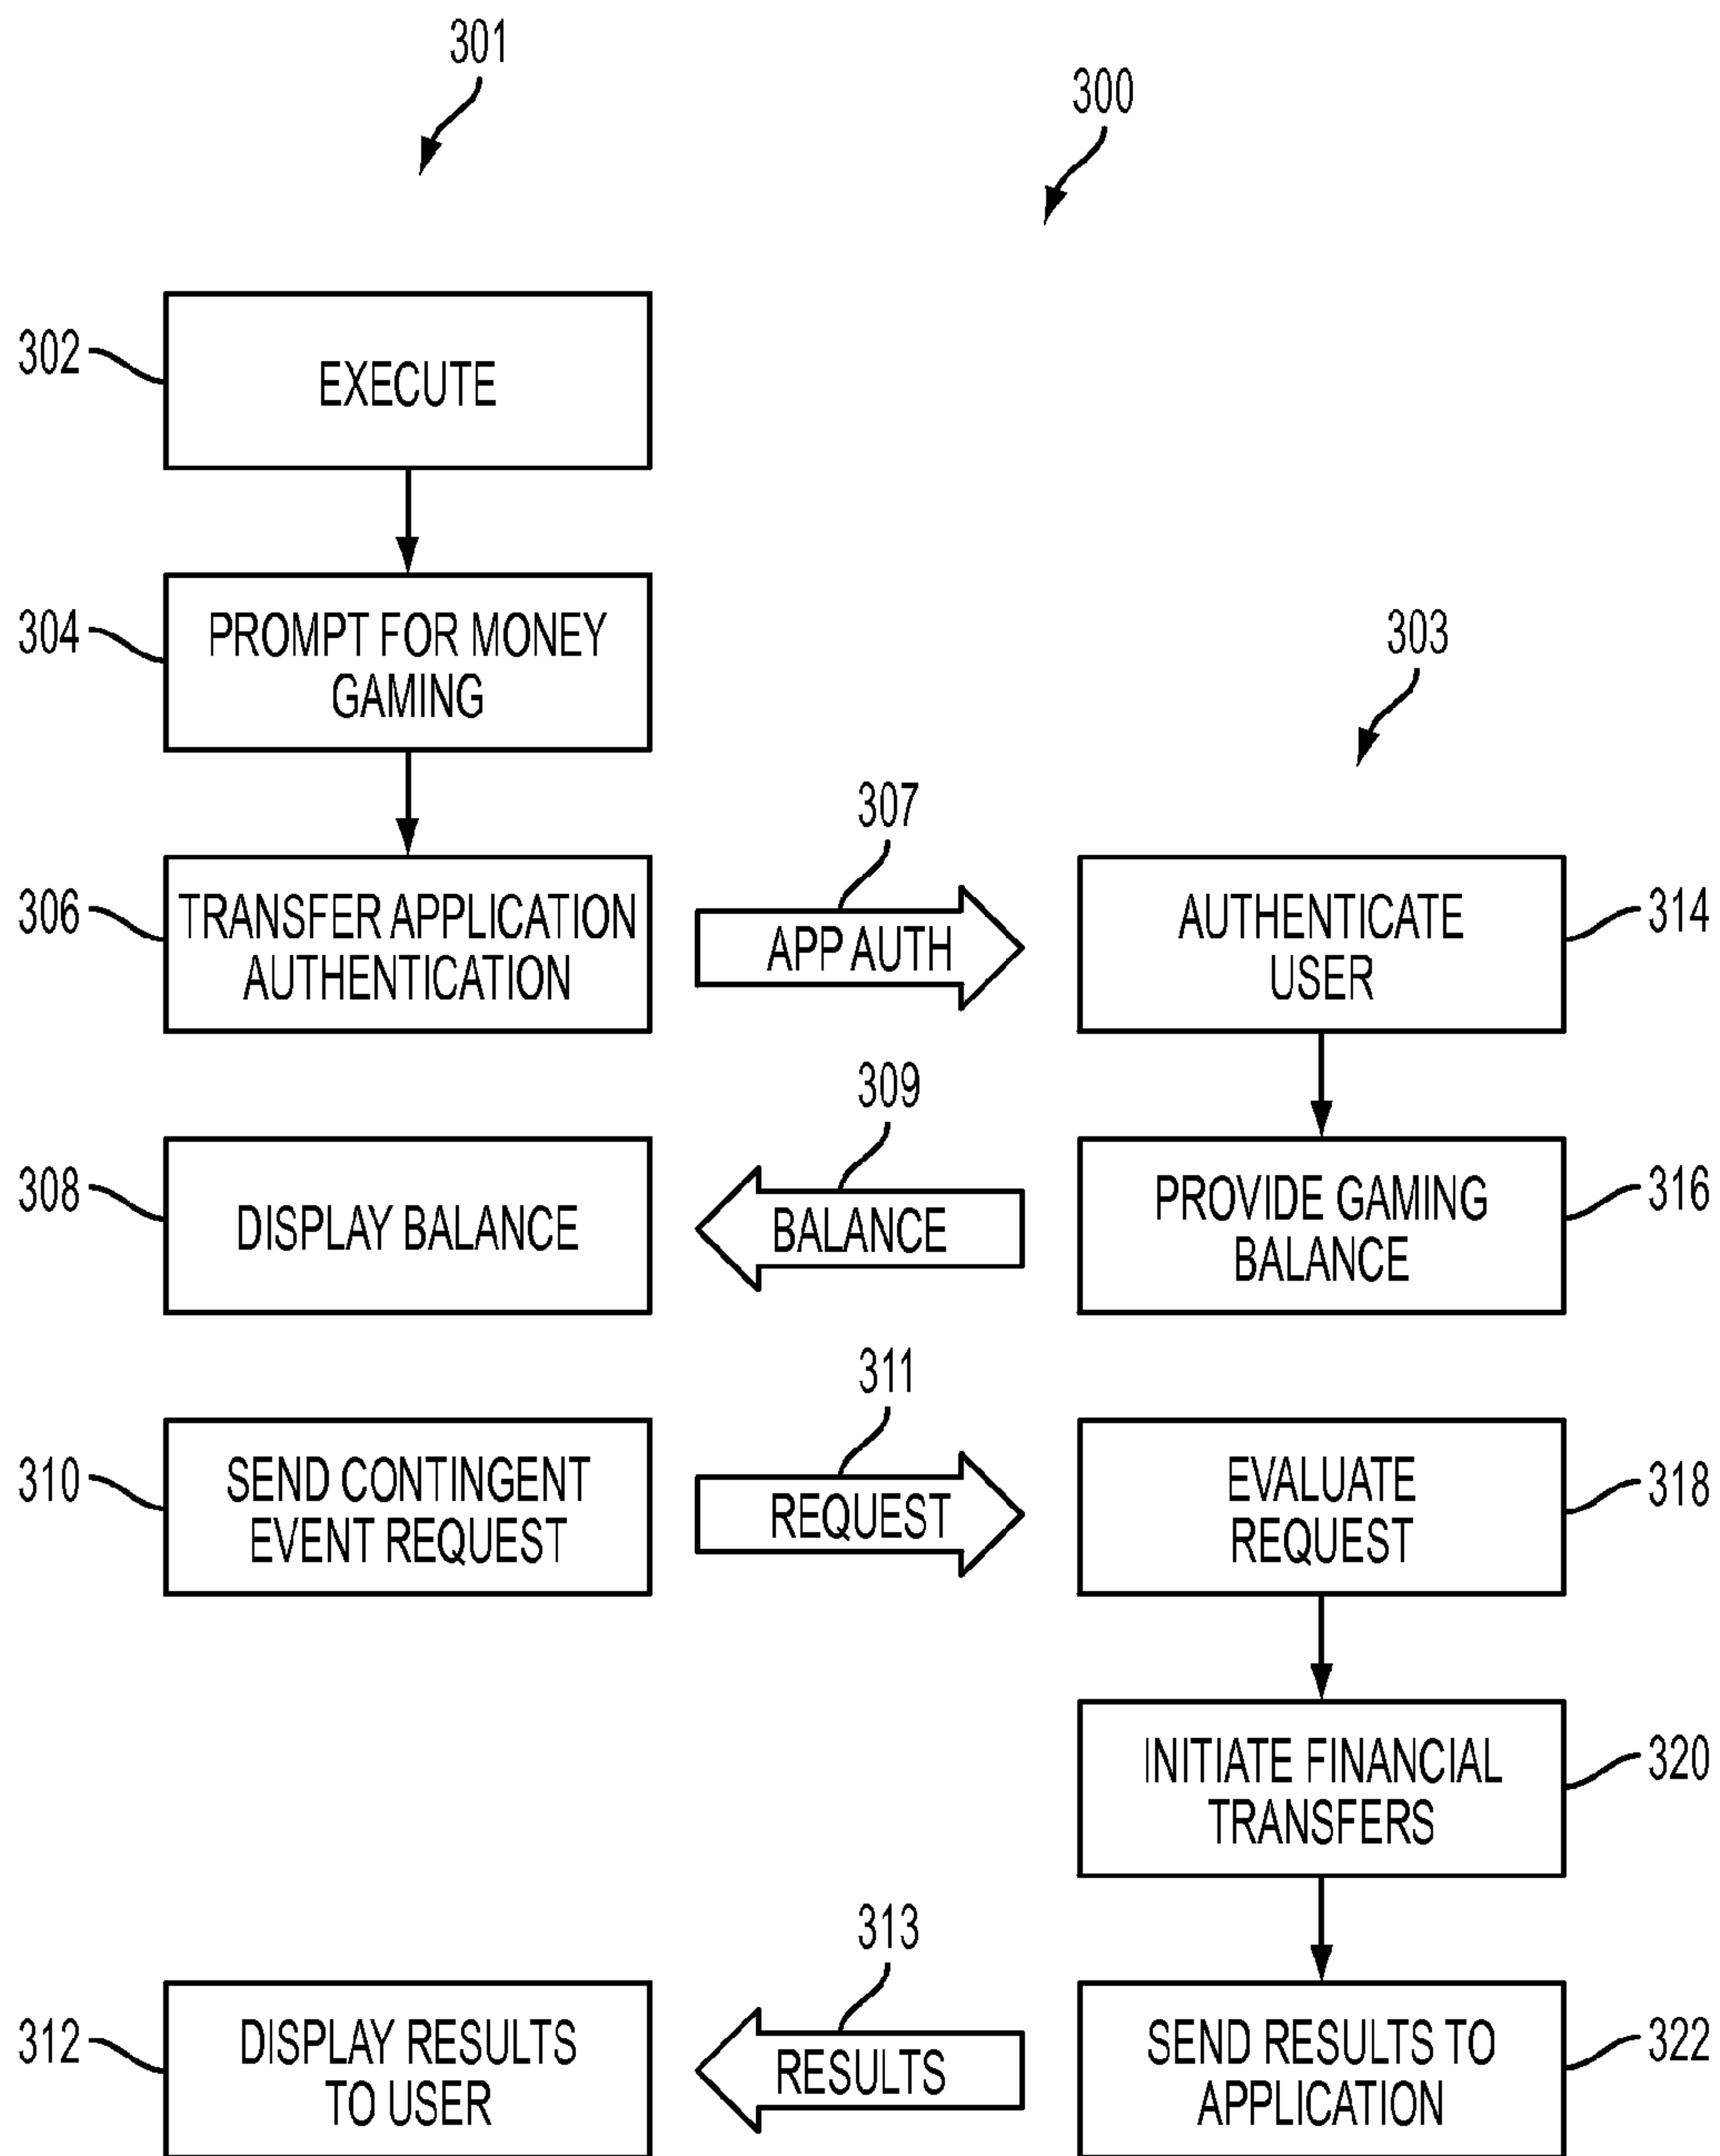 301
300
302
EXECUTE
304
PROMPT FOR MONEY
GAMING
303
307
306
TRANSFER APPLICATION
AUTHENTICATION
APP AUTH
AUTHENTICATE
USER
314
309
308
DISPLAY BALANCE
BALANCE
PROVIDE GAMING
BALANCE
316
311
310
SEND CONTINGENT
EVENT REQUEST
REQUEST
EVALUATE
REQUEST
318
INITIATE FINANCIAL
TRANSFERS
320
313
312
DISPLAY RESULTS
TO USER
RESULTS
SEND RESULTS TO
APPLICATION
322